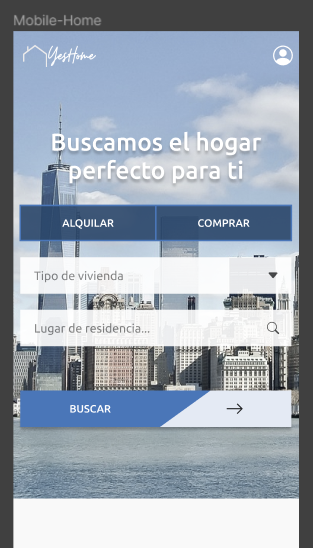 Mobile-Home
YesHome
Buscamos el hogar
perfecto para ti
ALQUILAR
COMPRAR
Tipo de vivienda
Lugar de residencia...
BUSCAR